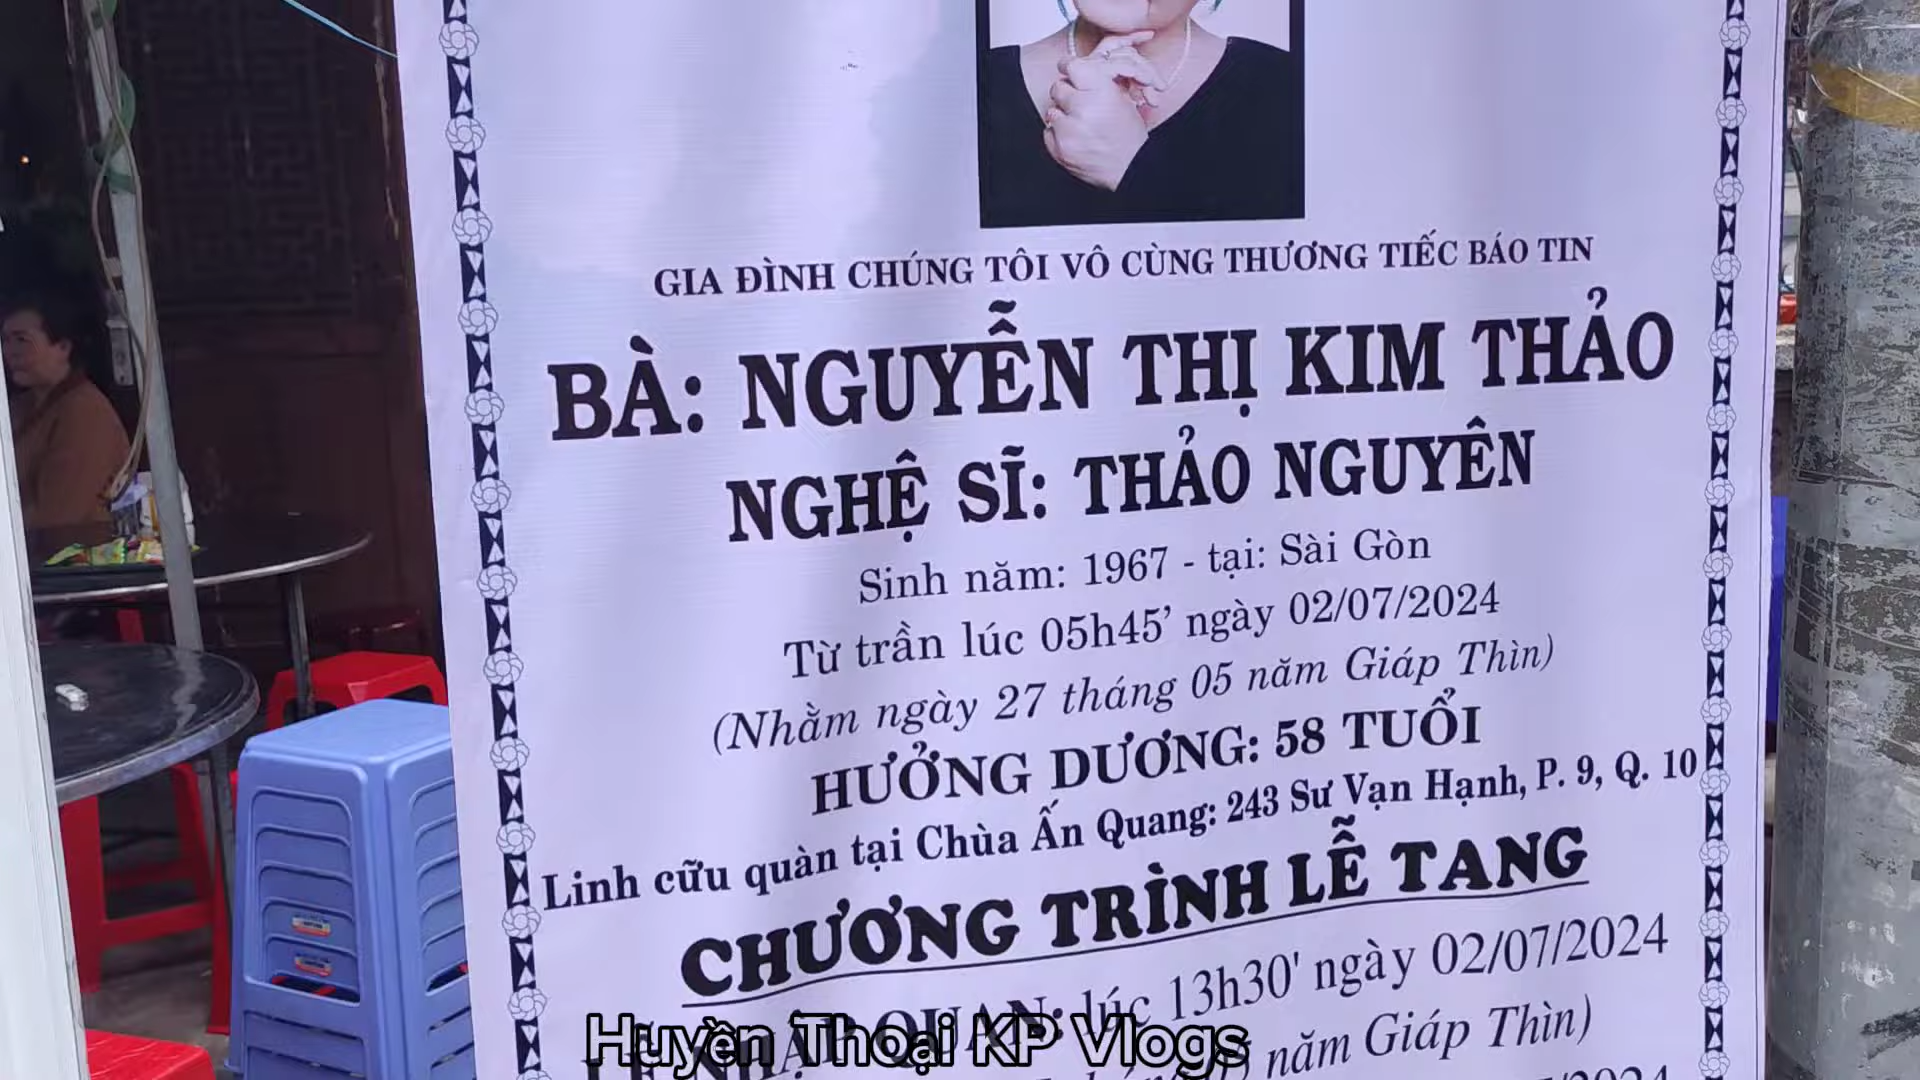 GIA ĐÌNH CHÚNG TÔI VÔ CÙNG THƯƠNG TIẾC BÁO TIN
BÀ: NGUYỄN THỊ KIM THẢO
NGHỆ SĨ: THẢO NGUYÊN
Sinh năm: 1967 - tại: Sài Gòn
Từ trần lúc 05h45’ ngày 02/07/2024
(Nhằm ngày 27 tháng 05 năm Giáp Thìn)
HƯỞNG DƯƠNG: 58 TUỔI
Linh cữu quàn tại Chùa Ấn Quang: 243 Sư Vạn Hạnh, P. 9, Q. 10
CHƯƠNG TRÌNH LỄ TANG
LỄ NHẬP QUAN: lúc 13h30' ngày 02/07/2024
năm Giáp Thìn)
Huyền Thoại KP Vlogs